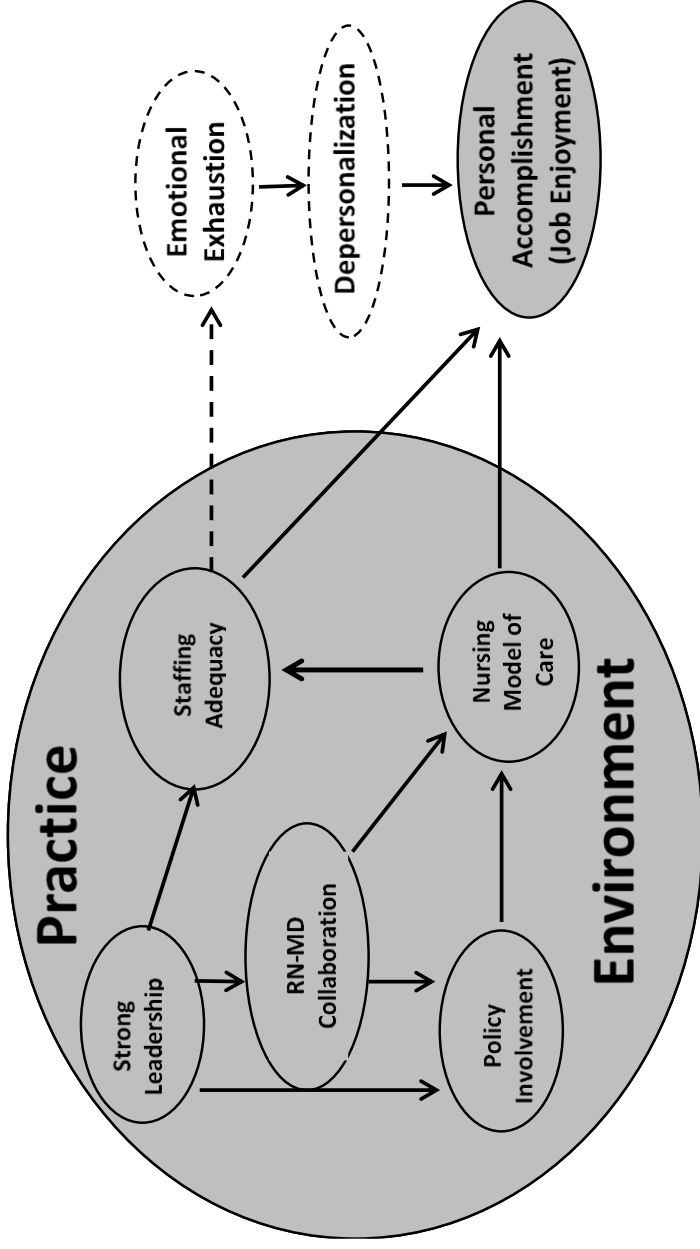 Practice
Strong
Leadership
Staffing
Adequacy
Emotional
Exhaustion
RN-MD
Collaboration
Depersonalization
Policy
Involvement
Nursing
Model of
Care
Personal
Accomplishment
(Job Enjoyment)
Environment